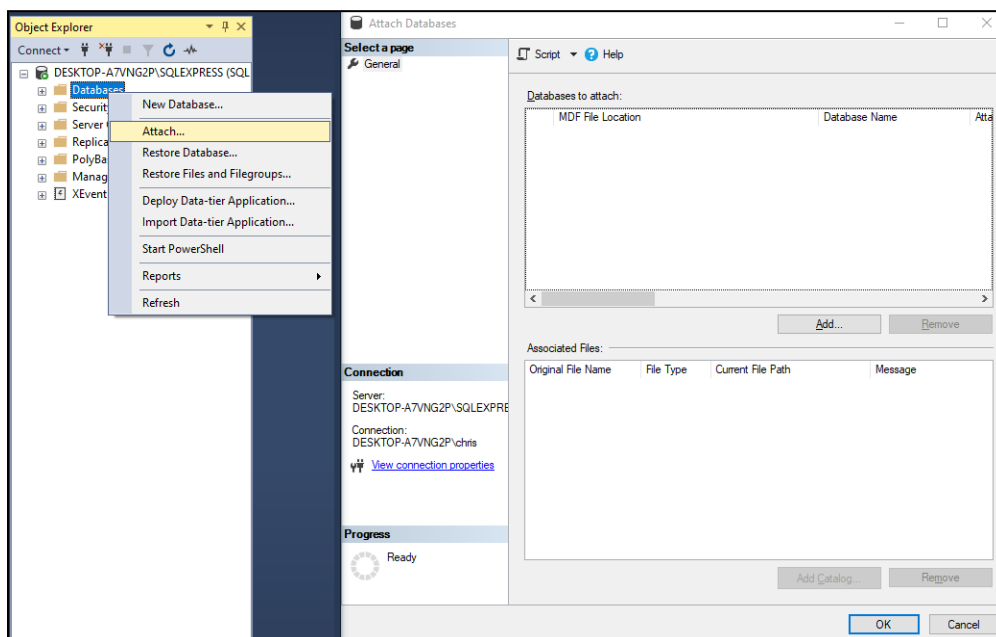 Object Explorer
Connect
DESKTOP-A7VNG2P\SQLEXPRESS (SQL
Databases
Securit
Server
Replica
PolyBa
Manag
XEvent
New Database...
Attach...
Restore Database...
Restore Files and Filegroups...
Deploy Data-tier Application...
Import Data-tier Application...
Start PowerShell
Reports
Refresh
Attach Databases
Select a page
General
Script
Help
Databases to attach:
MDF File Location Database Name Atta
Add... Remove
Associated Files:
Original File Name File Type Current File Path Message
Connection
Server:
DESKTOP-A7VNG2P\SQLEXPRE
Connection:
DESKTOP-A7VNG2P\chris
View connection properties
Progress
Ready
Add Catalog... Remove
OK Cancel